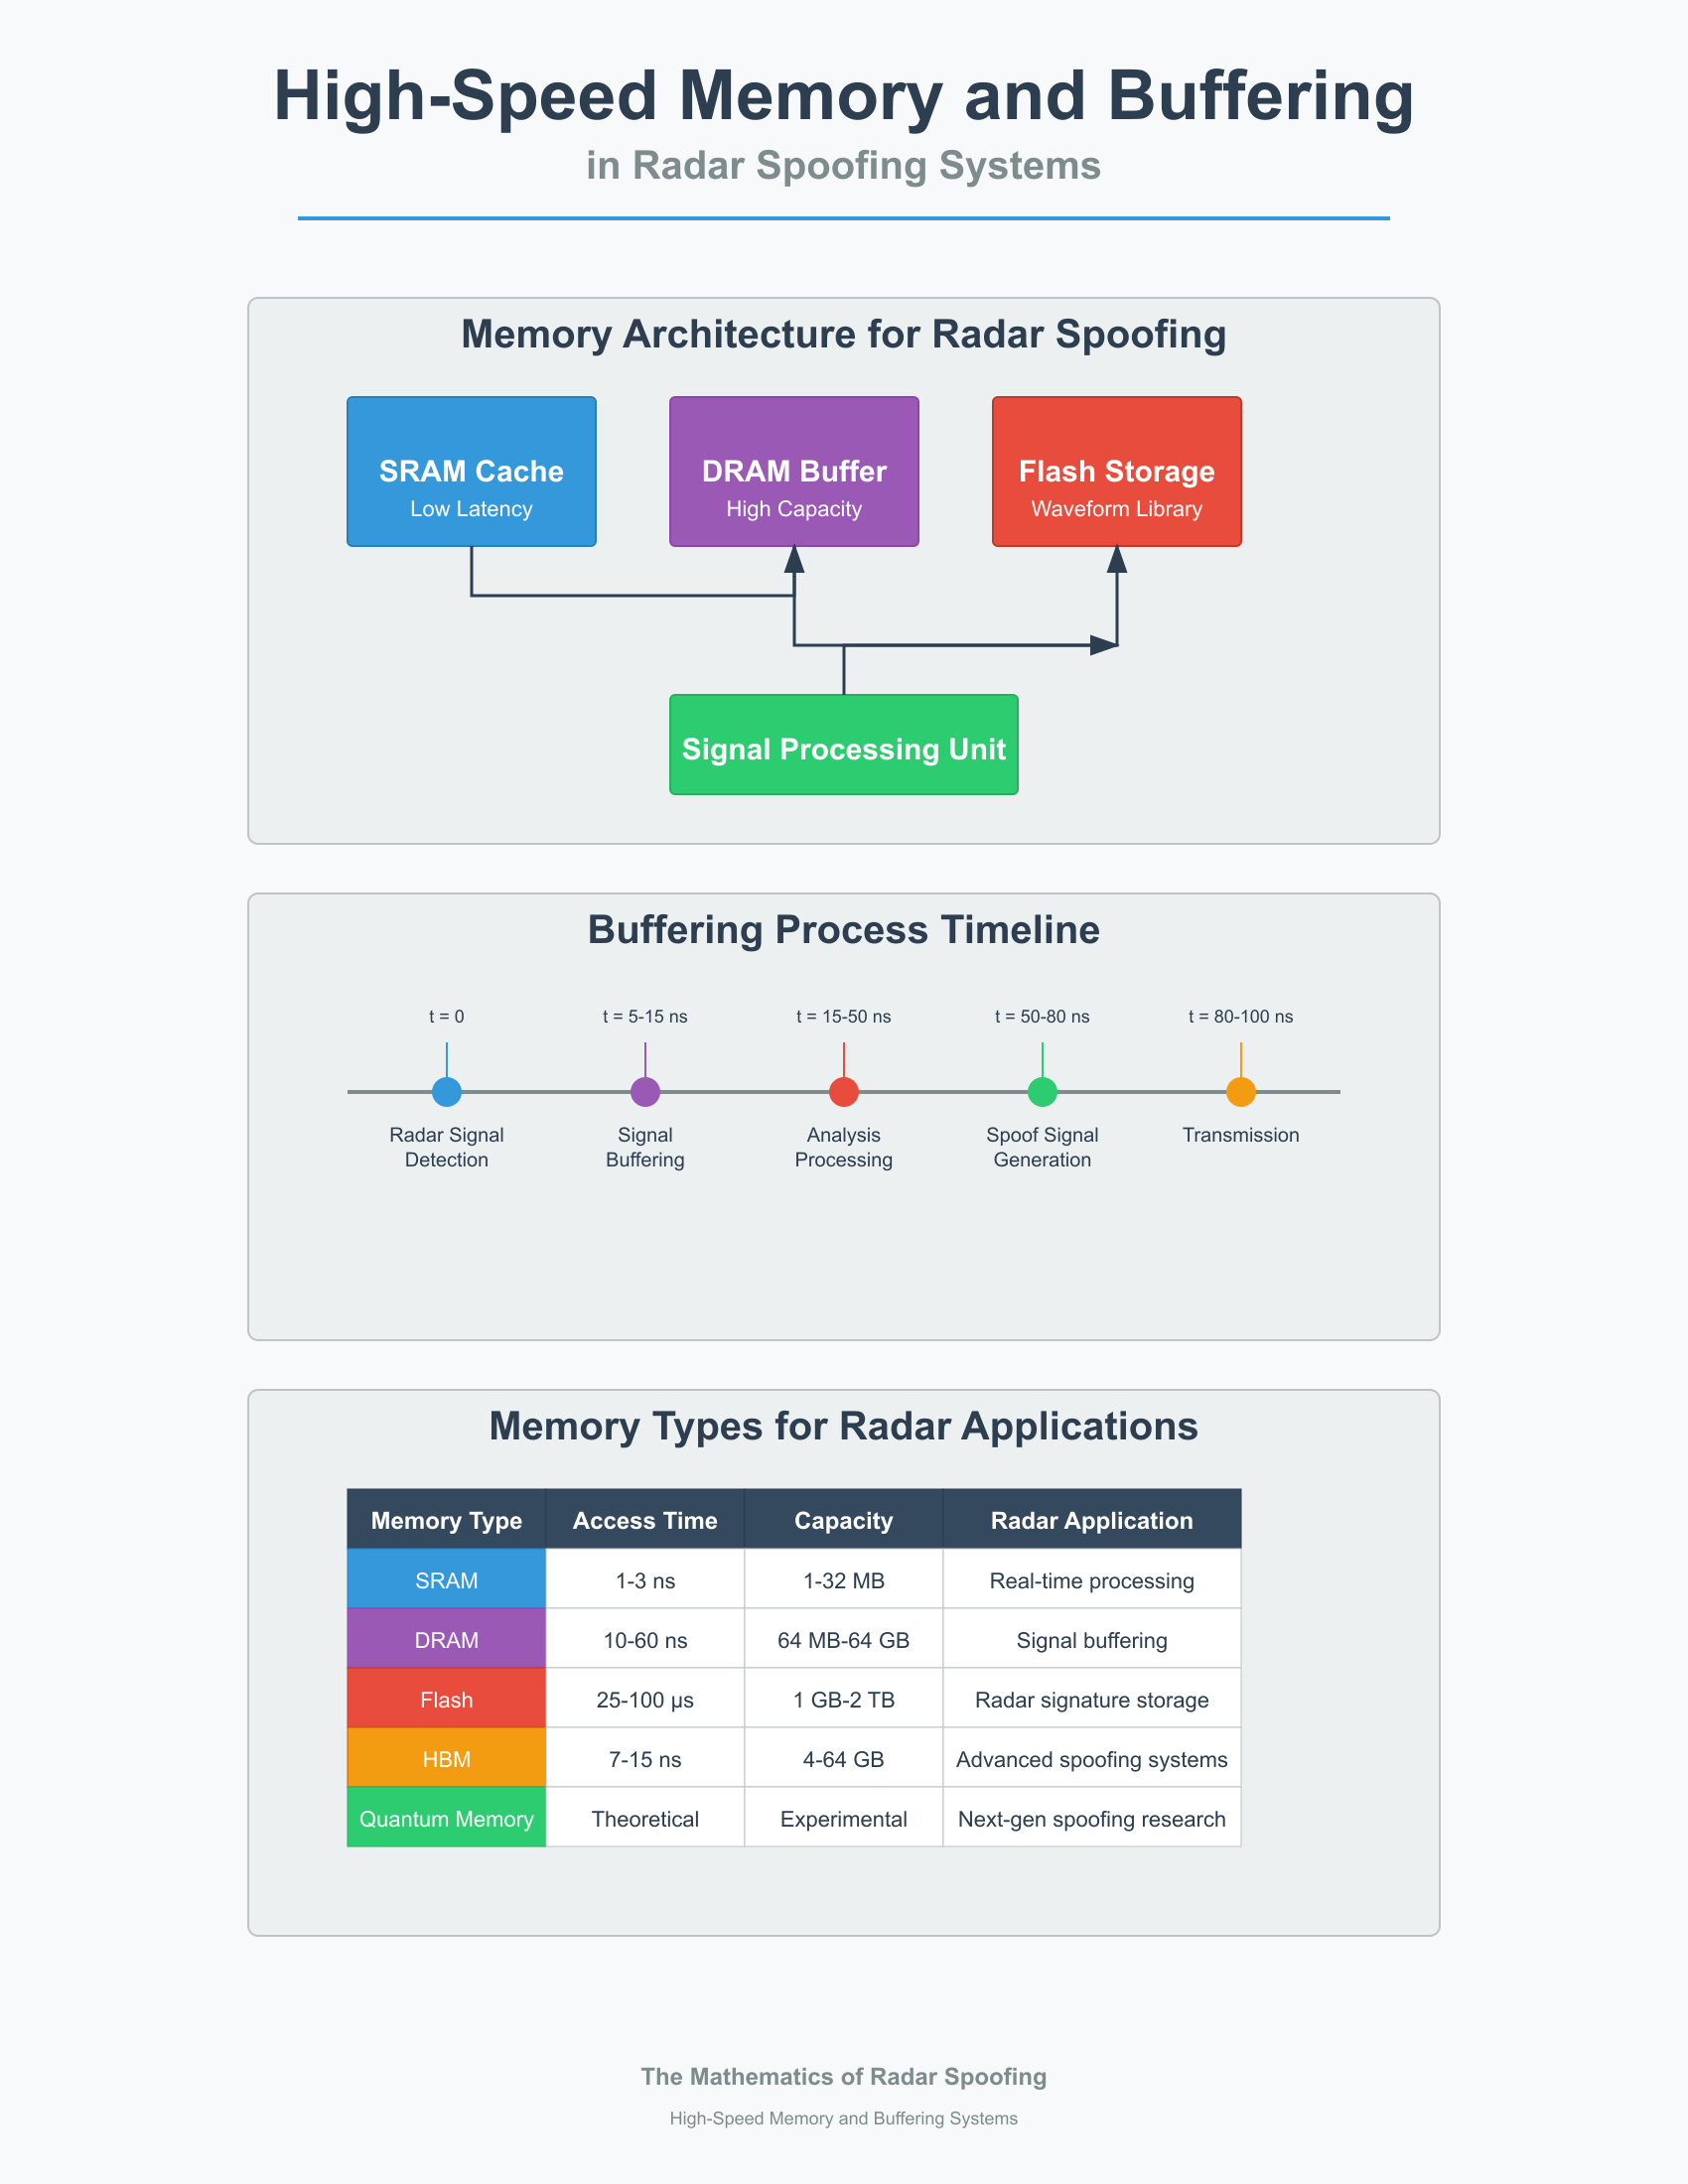 High-Speed Memory and Buffering
in Radar Spoofing Systems
Memory Architecture for Radar Spoofing
SRAM Cache
Low Latency
DRAM Buffer
High Capacity
Flash Storage
Waveform Library
Signal Processing Unit
Buffering Process Timeline
t = 0
t = 5-15 ns
t = 15-50 ns
t = 50-80 ns
t = 80-100 ns
Radar Signal
Detection
Signal
Buffering
Analysis
Processing
Spoof Signal
Generation
Transmission
Memory Types for Radar Applications
Memory Type Access Time Capacity Radar Application
SRAM 1-3 ns 1-32 MB Real-time processing
DRAM 10-60 ns 64 MB-64 GB Signal buffering
Flash 25-100 μs 1 GB-2 TB Radar signature storage
HBM 7-15 ns 4-64 GB Advanced spoofing systems
Quantum Memory Theoretical Experimental Next-gen spoofing research
The Mathematics of Radar Spoofing
High-Speed Memory and Buffering Systems